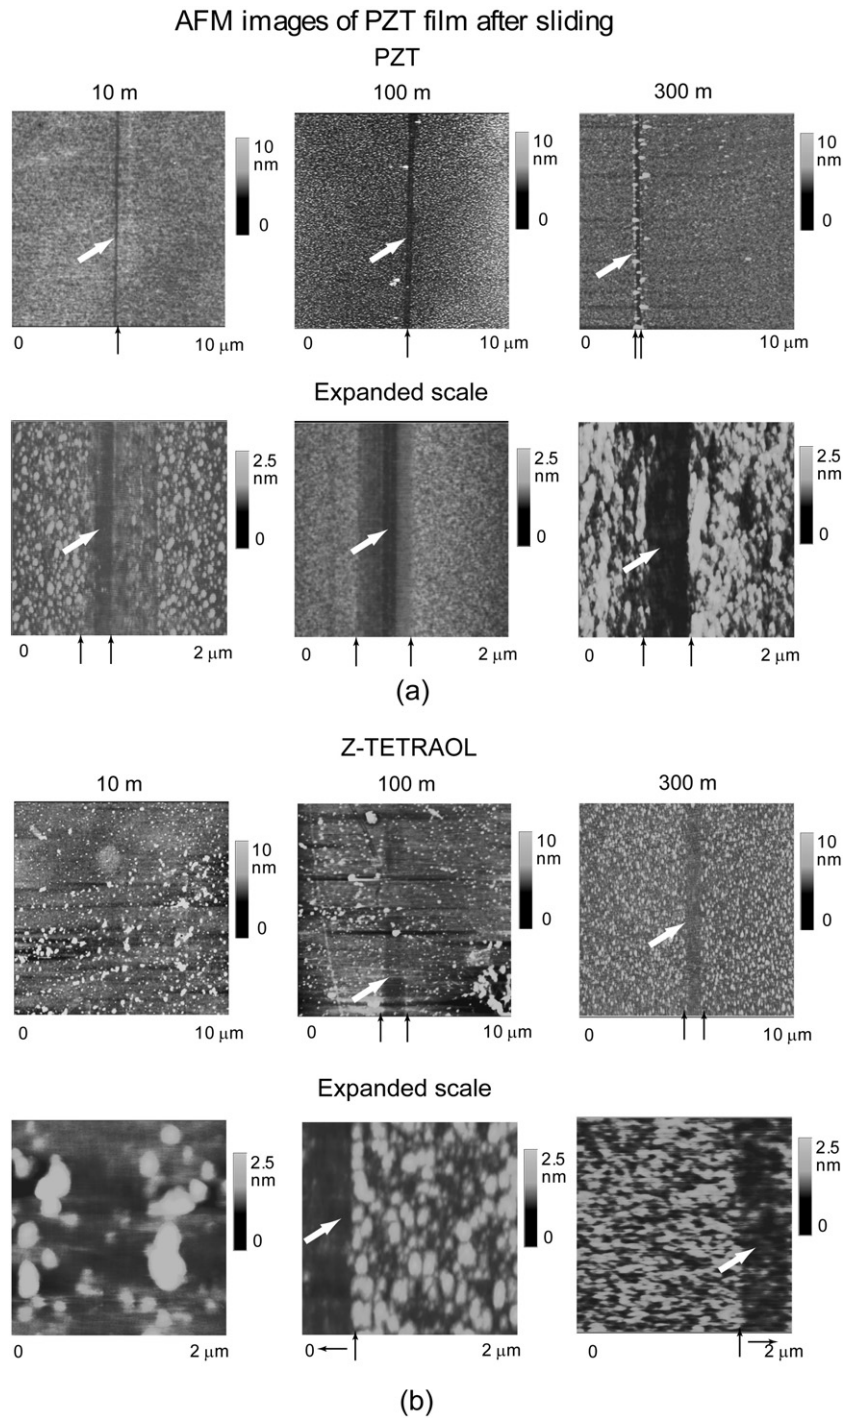 AFM images of PZT film after sliding
PZT
10 m 100 m 300 m
10 nm 0 10 nm 0 10 nm 0
0 10 μm 0 10 μm 0 10 μm
Expanded scale
2.5 nm 0 2.5 nm 0 2.5 nm 0
0 2 μm 0 2 μm 0 2 μm
(a)
Z-TETRAOL
10 m 100 m 300 m
10 nm 0 10 nm 0 10 nm 0
0 10 μm 0 10 μm 0 10 μm
Expanded scale
2.5 nm 0 2.5 nm 0 2.5 nm 0
0 2 μm 0 2 μm 0 2 μm
(b)